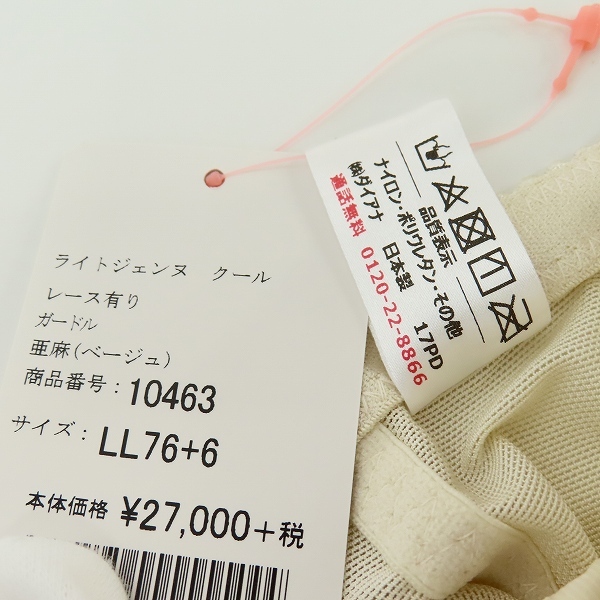 ライトジェンヌ クール
レース有り
ガードル
亜麻(ベージュ)
商品番号:10463
サイズ: LL76+6
本体価格 ¥27,000+税
品質表示
ナイロン・ポリウレタン・その他
㈱ダイアナ 日本製 17PD
通話無料 0120-22-8866